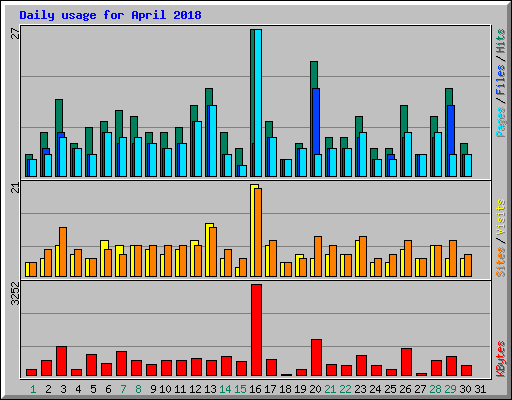 Daily usage for April 2018
27
Pages / Files / Hits
21
Sites / Visits
3252
KBytes
1 2 3 4 5 6 7 8 9 10 11 12 13 14 15 16 17 18 19 20 21 22 23 24 25 26 27 28 29 30 31